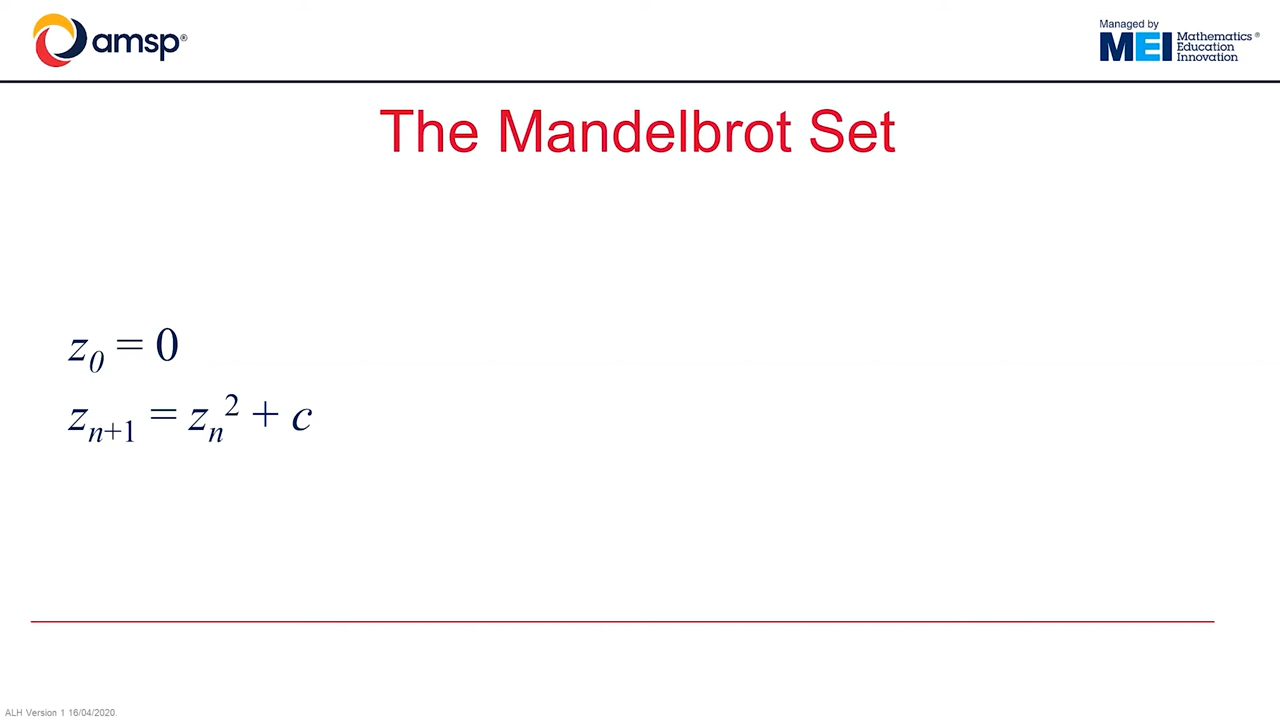 amsp®
Managed by
MEI Mathematics Education Innovation ®
The Mandelbrot Set
z₀ = 0
zₙ₊₁ = zₙ² + c
ALH Version 1 16/04/2020.